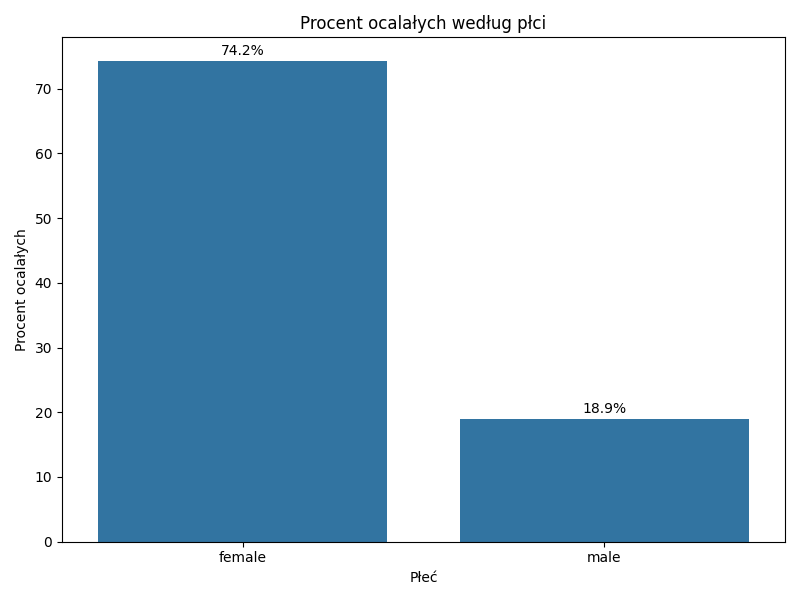 Procent ocalałych według płci
74.2%
18.9%
Procent ocalałych
70
60
50
40
30
20
10
0
female
male
Płeć